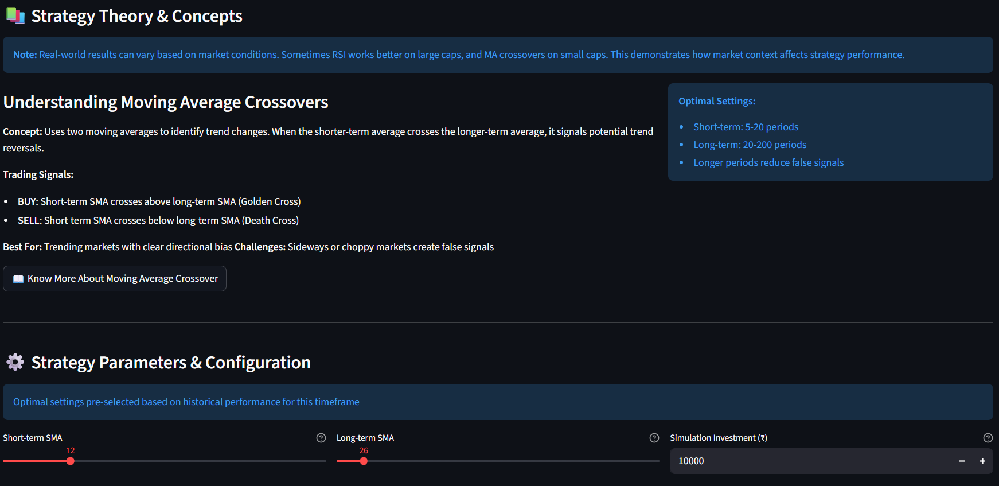 Strategy Theory & Concepts
Note: Real-world results can vary based on market conditions. Sometimes RSI works better on large caps, and MA crossovers on small caps. This demonstrates how market context affects strategy performance.
Understanding Moving Average Crossovers
Concept: Uses two moving averages to identify trend changes. When the shorter-term average crosses the longer-term average, it signals potential trend
reversals.
Trading Signals:
• BUY: Short-term SMA crosses above long-term SMA (Golden Cross)
• SELL: Short-term SMA crosses below long-term SMA (Death Cross)
Best For: Trending markets with clear directional bias Challenges: Sideways or choppy markets create false signals
Know More About Moving Average Crossover
Optimal Settings:
• Short-term: 5-20 periods
• Long-term: 20-200 periods
• Longer periods reduce false signals
Strategy Parameters & Configuration
Optimal settings pre-selected based on historical performance for this timeframe
Short-term SMA
12
Long-term SMA
26
Simulation Investment (₹)
10000